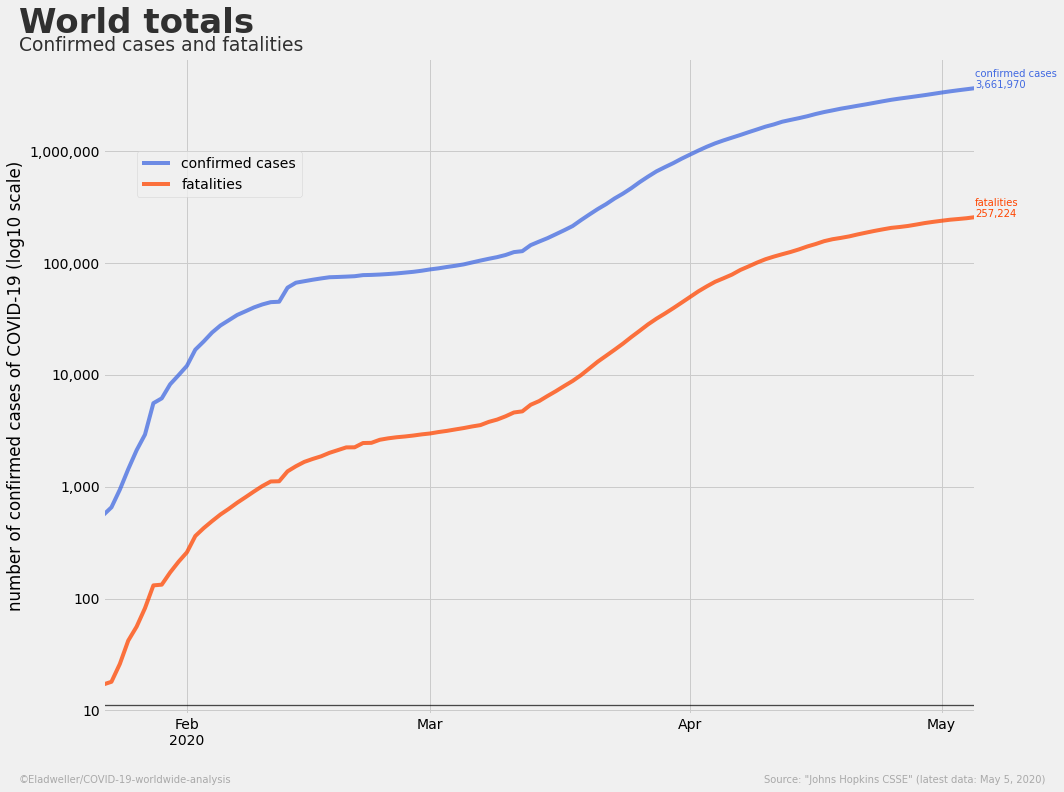 World totals
Confirmed cases and fatalities
confirmed cases
3,661,970
1,000,000
confirmed cases
fatalities
fatalities
257,224
100,000
10,000
1,000
100
10
number of confirmed cases of COVID-19 (log10 scale)
Feb Mar Apr May
2020
©Eladweller/COVID-19-worldwide-analysis
Source: "Johns Hopkins CSSE" (latest data: May 5, 2020)